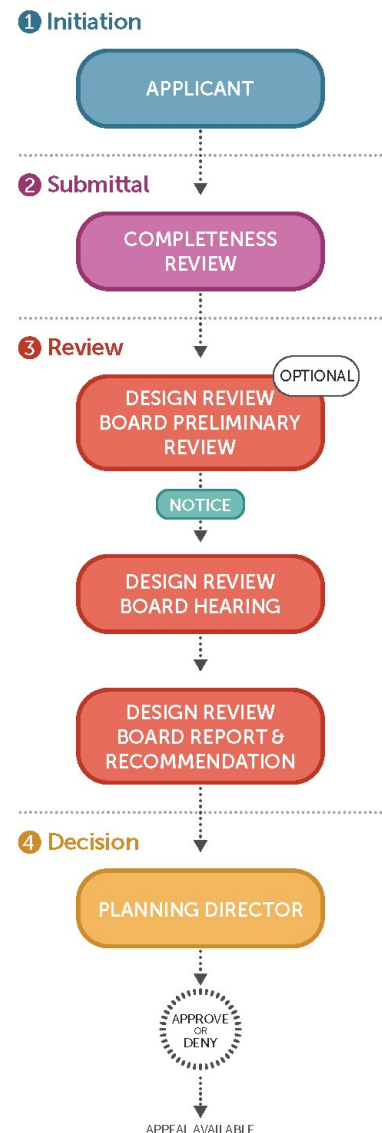 1 Initiation
APPLICANT
2 Submittal
COMPLETENESS
REVIEW
3 Review
OPTIONAL
DESIGN REVIEW
BOARD PRELIMINARY
REVIEW
NOTICE
DESIGN REVIEW
BOARD HEARING
DESIGN REVIEW
BOARD REPORT &
RECOMMENDATION
4 Decision
PLANNING DIRECTOR
APPROVE
OR
DENY
APPEAL AVAILABLE